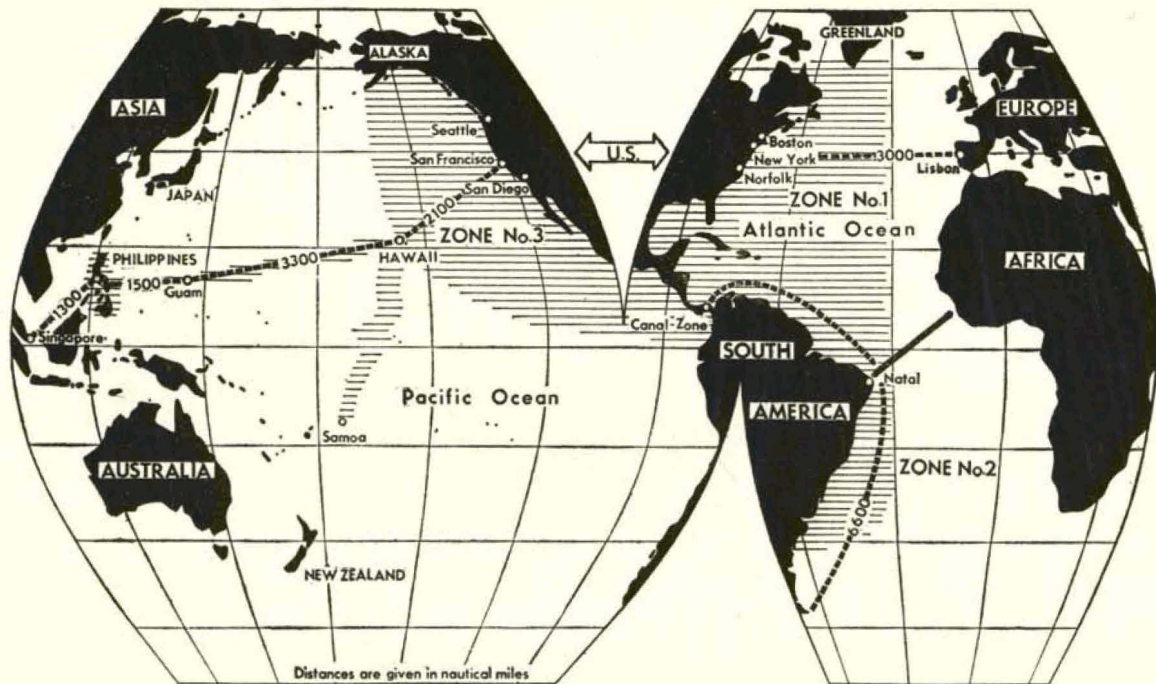 ALASKA
ASIA
Seattle
San Francisco
San Diego
JAPAN
2100
ZONE No.3
HAWAII
3300
PHILIPPINES
1500
Guam
1300
Singapore
Pacific Ocean
Samoa
AUSTRALIA
NEW ZEALAND
Distances are given in nautical miles
U.S.
GREENLAND
EUROPE
Boston
New York
3000
Lisbon
Norfolk
ZONE No.1
Atlantic Ocean
AFRICA
Canal-Zone
SOUTH
AMERICA
Natal
ZONE No.2
6600